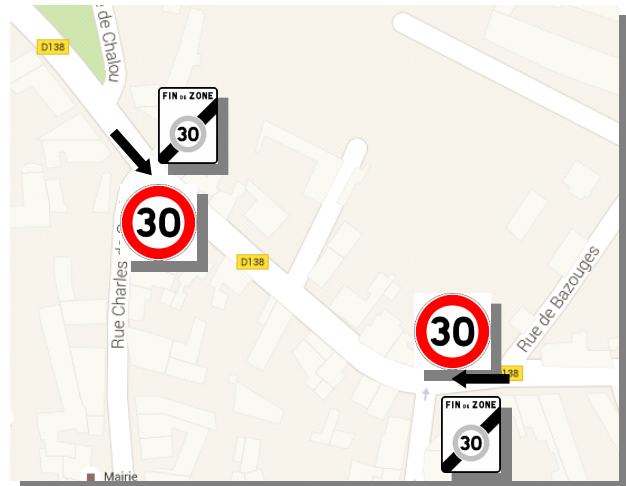 de Chalou
D138
FIN DE ZONE
30
30
Rue Charles de
D138
30
Rue de Bazouges
138
FIN DE ZONE
30
Mairie